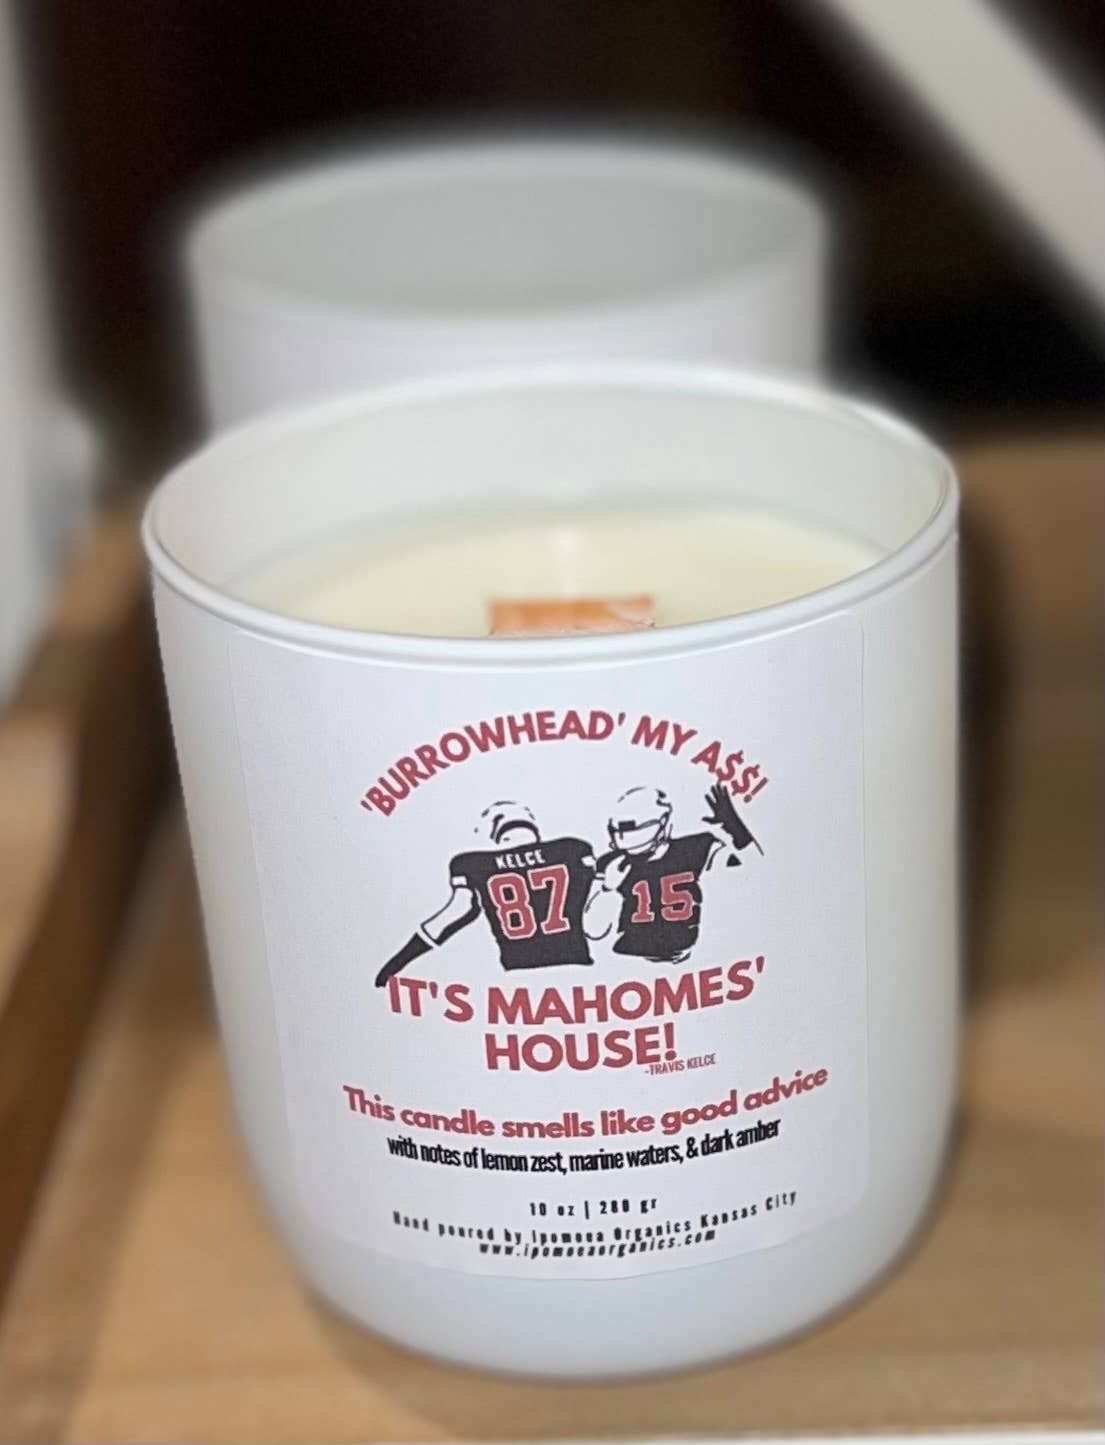 'BURROWHEAD' MY A$$!
KELCE
87
15
IT'S MAHOMES'
HOUSE!
-TRAVIS KELCE
This candle smells like good advice
with notes of lemon zest, marine waters, & dark amber
10 oz | 280 gr
Hand poured by Ipomoea Organics Kansas City
www.ipomoeaorganics.com